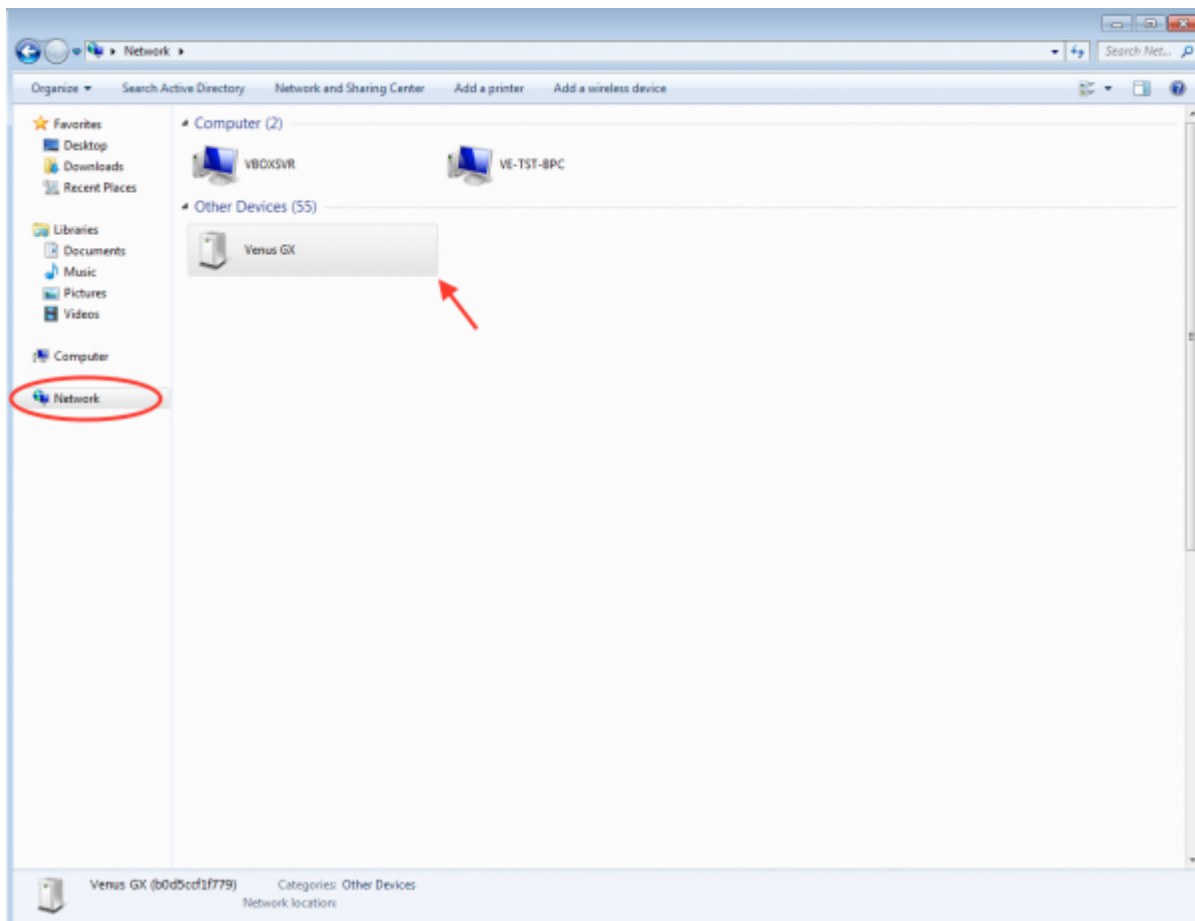 Network
Search Net...
Organize
Search Active Directory
Network and Sharing Center
Add a printer
Add a wireless device
Favorites
Desktop
Downloads
Recent Places
Libraries
Documents
Music
Pictures
Videos
Computer
Network
Computer (2)
VBOXSVR
VE-TST-8PC
Other Devices (55)
Venus GX
Venus GX (b0d5ccf1f779)
Categories: Other Devices
Network location: